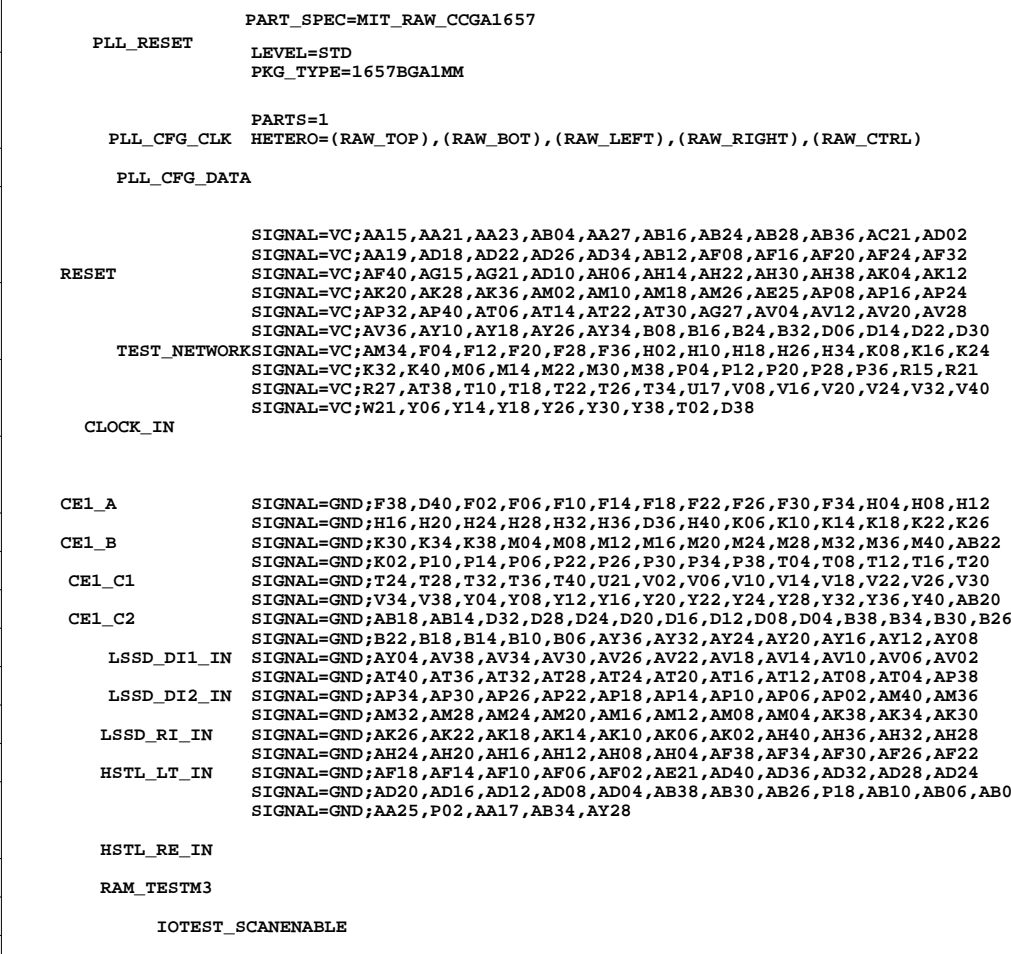 PART_SPEC=MIT_RAW_CCGA1657
PLL_RESET
LEVEL=STD
PKG_TYPE=1657BGA1MM
PARTS=1
PLL_CFG_CLK HETERO=(RAW_TOP),(RAW_BOT),(RAW_LEFT),(RAW_RIGHT),(RAW_CTRL)
PLL_CFG_DATA
SIGNAL=VC;AA15,AA21,AA23,AB04,AA27,AB16,AB24,AB28,AB36,AC21,AD02
SIGNAL=VC;AA19,AD18,AD22,AD26,AD34,AB12,AF08,AF16,AF20,AF24,AF32
RESET SIGNAL=VC;AF40,AG15,AG21,AD10,AH06,AH14,AH22,AH30,AH38,AK04,AK12
SIGNAL=VC;AK20,AK28,AK36,AM02,AM10,AM18,AM26,AE25,AP08,AP16,AP24
SIGNAL=VC;AP32,AP40,AT06,AT14,AT22,AT30,AG27,AV04,AV12,AV20,AV28
SIGNAL=VC;AV36,AY10,AY18,AY26,AY34,B08,B16,B24,B32,D06,D14,D22,D30
TEST_NETWORKSIGNAL=VC;AM34,F04,F12,F20,F28,F36,H02,H10,H18,H26,H34,K08,K16,K24
SIGNAL=VC;K32,K40,M06,M14,M22,M30,M38,P04,P12,P20,P28,P36,R15,R21
SIGNAL=VC;R27,AT38,T10,T18,T22,T26,T34,U17,V08,V16,V20,V24,V32,V40
SIGNAL=VC;W21,Y06,Y14,Y18,Y26,Y30,Y38,T02,D38
CLOCK_IN
CE1_A SIGNAL=GND;F38,D40,F02,F06,F10,F14,F18,F22,F26,F30,F34,H04,H08,H12
SIGNAL=GND;H16,H20,H24,H28,H32,H36,D36,H40,K06,K10,K14,K18,K22,K26
CE1_B SIGNAL=GND;K30,K34,K38,M04,M08,M12,M16,M20,M24,M28,M32,M36,M40,AB22
SIGNAL=GND;K02,P10,P14,P06,P22,P26,P30,P34,P38,T04,T08,T12,T16,T20
CE1_C1 SIGNAL=GND;T24,T28,T32,T36,T40,U21,V02,V06,V10,V14,V18,V22,V26,V30
SIGNAL=GND;V34,V38,Y04,Y08,Y12,Y16,Y20,Y22,Y24,Y28,Y32,Y36,Y40,AB20
CE1_C2 SIGNAL=GND;AB18,AB14,D32,D28,D24,D20,D16,D12,D08,D04,B38,B34,B30,B26
SIGNAL=GND;B22,B18,B14,B10,B06,AY36,AY32,AY24,AY20,AY16,AY12,AY08
LSSD_DI1_IN SIGNAL=GND;AY04,AV38,AV34,AV30,AV26,AV22,AV18,AV14,AV10,AV06,AV02
SIGNAL=GND;AT40,AT36,AT32,AT28,AT24,AT20,AT16,AT12,AT08,AT04,AP38
LSSD_DI2_IN SIGNAL=GND;AP34,AP30,AP26,AP22,AP18,AP14,AP10,AP06,AP02,AM40,AM36
SIGNAL=GND;AM32,AM28,AM24,AM20,AM16,AM12,AM08,AM04,AK38,AK34,AK30
LSSD_RI_IN SIGNAL=GND;AK26,AK22,AK18,AK14,AK10,AK06,AK02,AH40,AH36,AH32,AH28
SIGNAL=GND;AH24,AH20,AH16,AH12,AH08,AH04,AF38,AF34,AF30,AF26,AF22
HSTL_LT_IN SIGNAL=GND;AF18,AF14,AF10,AF06,AF02,AE21,AD40,AD36,AD32,AD28,AD24
SIGNAL=GND;AD20,AD16,AD12,AD08,AD04,AB38,AB30,AB26,P18,AB10,AB06,AB0
SIGNAL=GND;AA25,P02,AA17,AB34,AY28
HSTL_RE_IN
RAM_TESTM3
IOTEST_SCANENABLE